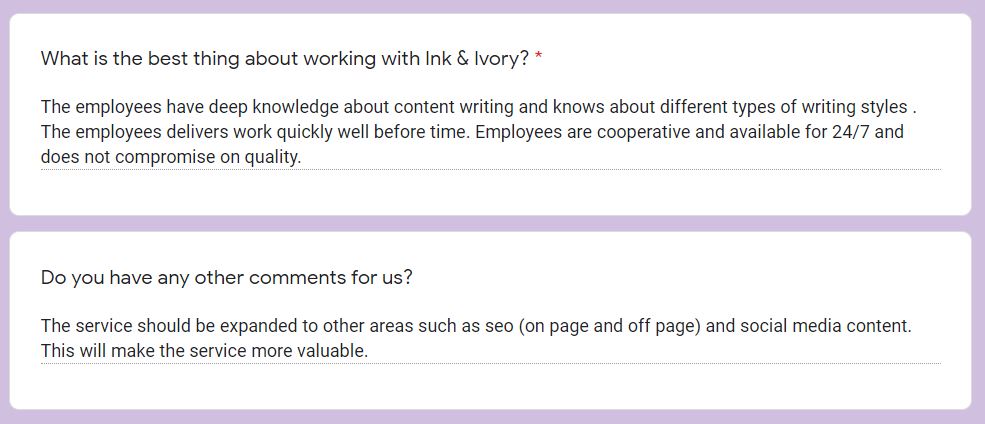 What is the best thing about working with Ink & Ivory? *
The employees have deep knowledge about content writing and knows about different types of writing styles .
The employees delivers work quickly well before time. Employees are cooperative and available for 24/7 and
does not compromise on quality.
Do you have any other comments for us?
The service should be expanded to other areas such as seo (on page and off page) and social media content.
This will make the service more valuable.